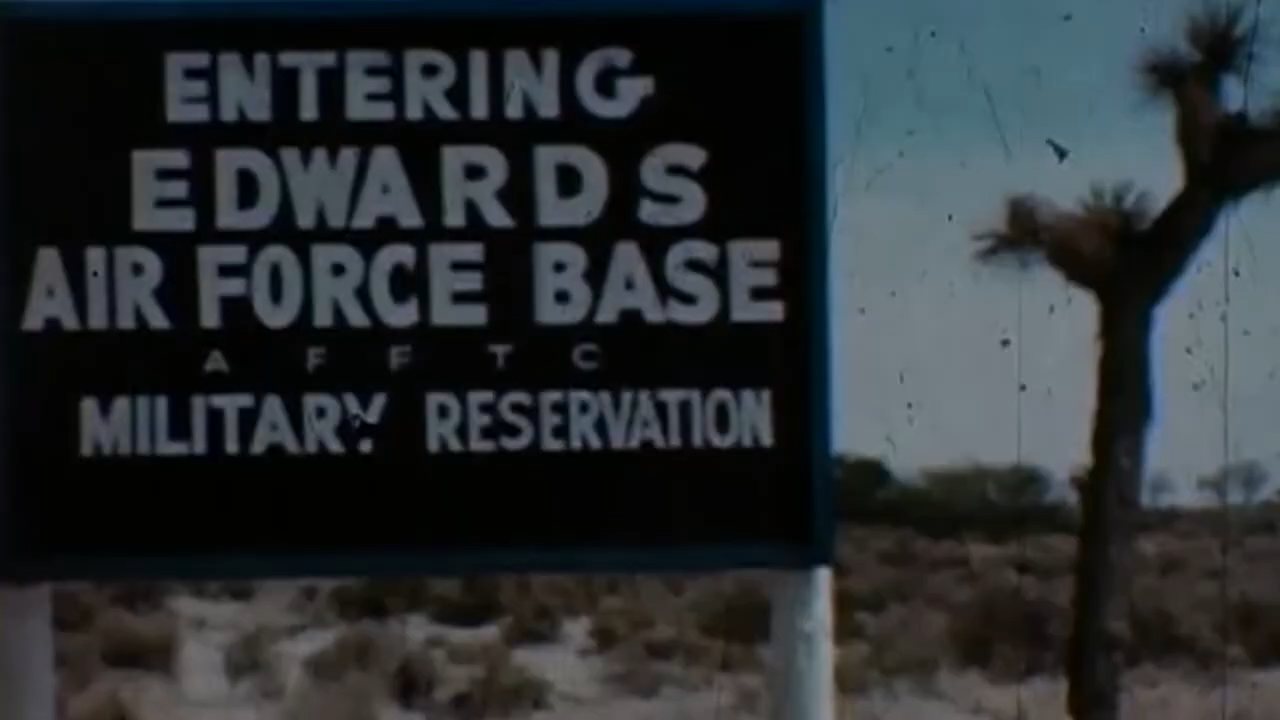 ENTERING
EDWARDS
AIR FORCE BASE
A F F T C
MILITARY RESERVATION